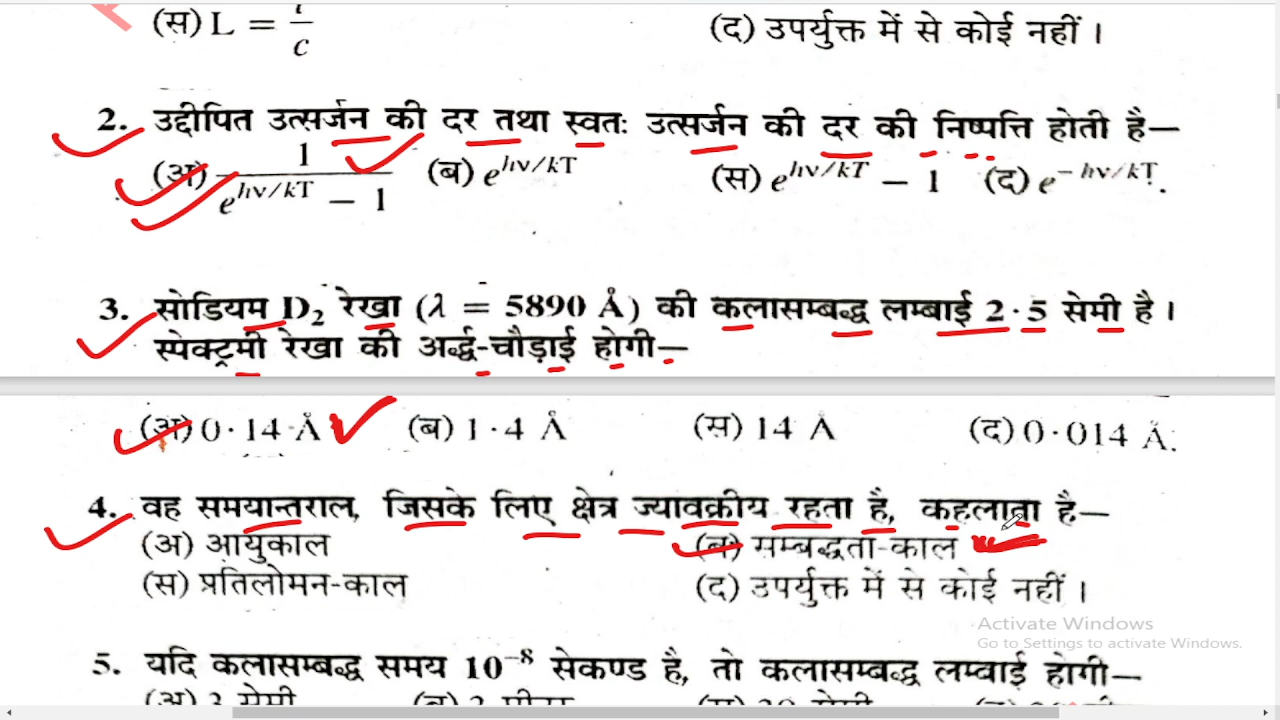 (स) L = l/c (द) उपर्युक्त में से कोई नहीं ।
2. उद्दीपित उत्सर्जन की दर तथा स्वतः उत्सर्जन की दर की निष्पत्ति होती है—
(अ) 1/(e^{hν/kT} − 1) (ब) e^{hν/kT} (स) e^{hν/kT} − 1 (द) e^{− hν/kT}.
3. सोडियम D₂ रेखा (λ = 5890 Å) की कलासम्बद्ध लम्बाई 2·5 सेमी है ।
स्पेक्ट्रमी रेखा की अर्द्ध-चौड़ाई होगी—
(अ) 0·14 Å (ब) 1·4 Å (स) 14 Å (द) 0·014 Å.
4. वह समयान्तराल, जिसके लिए क्षेत्र ज्यावक्रीय रहता है, कहलाता है—
(अ) आयुकाल (ब) सम्बद्धता-काल
(स) प्रतिलोमन-काल (द) उपर्युक्त में से कोई नहीं ।
Activate Windows
Go to Settings to activate Windows.
5. यदि कलासम्बद्ध समय 10⁻⁸ सेकण्ड है, तो कलासम्बद्ध लम्बाई होगी—
(अ) 3 सेमी (ब) 3 मीटर